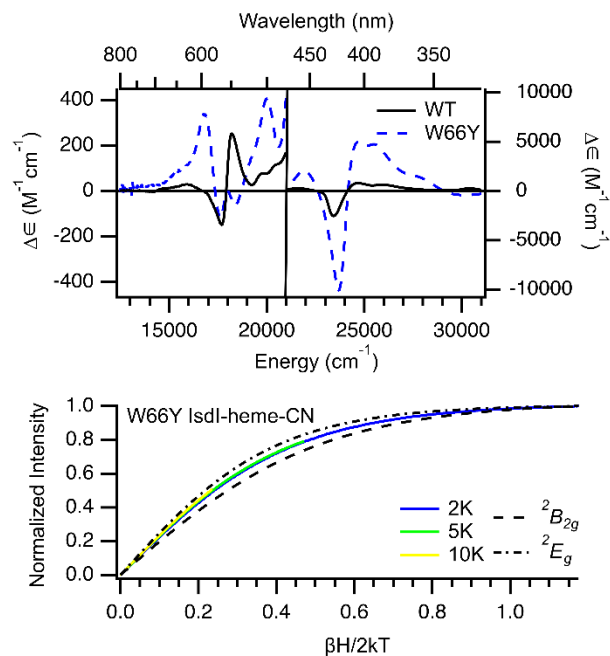 Wavelength (nm)
800 600 450 400 350
WT
W66Y
Δϵ (M⁻¹ cm⁻¹)
400
200
0
-200
-400
10000
5000
0
-5000
-10000
Δϵ (M⁻¹ cm⁻¹)
15000 20000 25000 30000
Energy (cm⁻¹)
W66Y IsdI-heme-CN
Normalized Intensity
1.0
0.8
0.6
0.4
0.2
0.0
2K
5K
10K
²B₂g
²Eg
0.0 0.2 0.4 0.6 0.8 1.0
βH/2kT